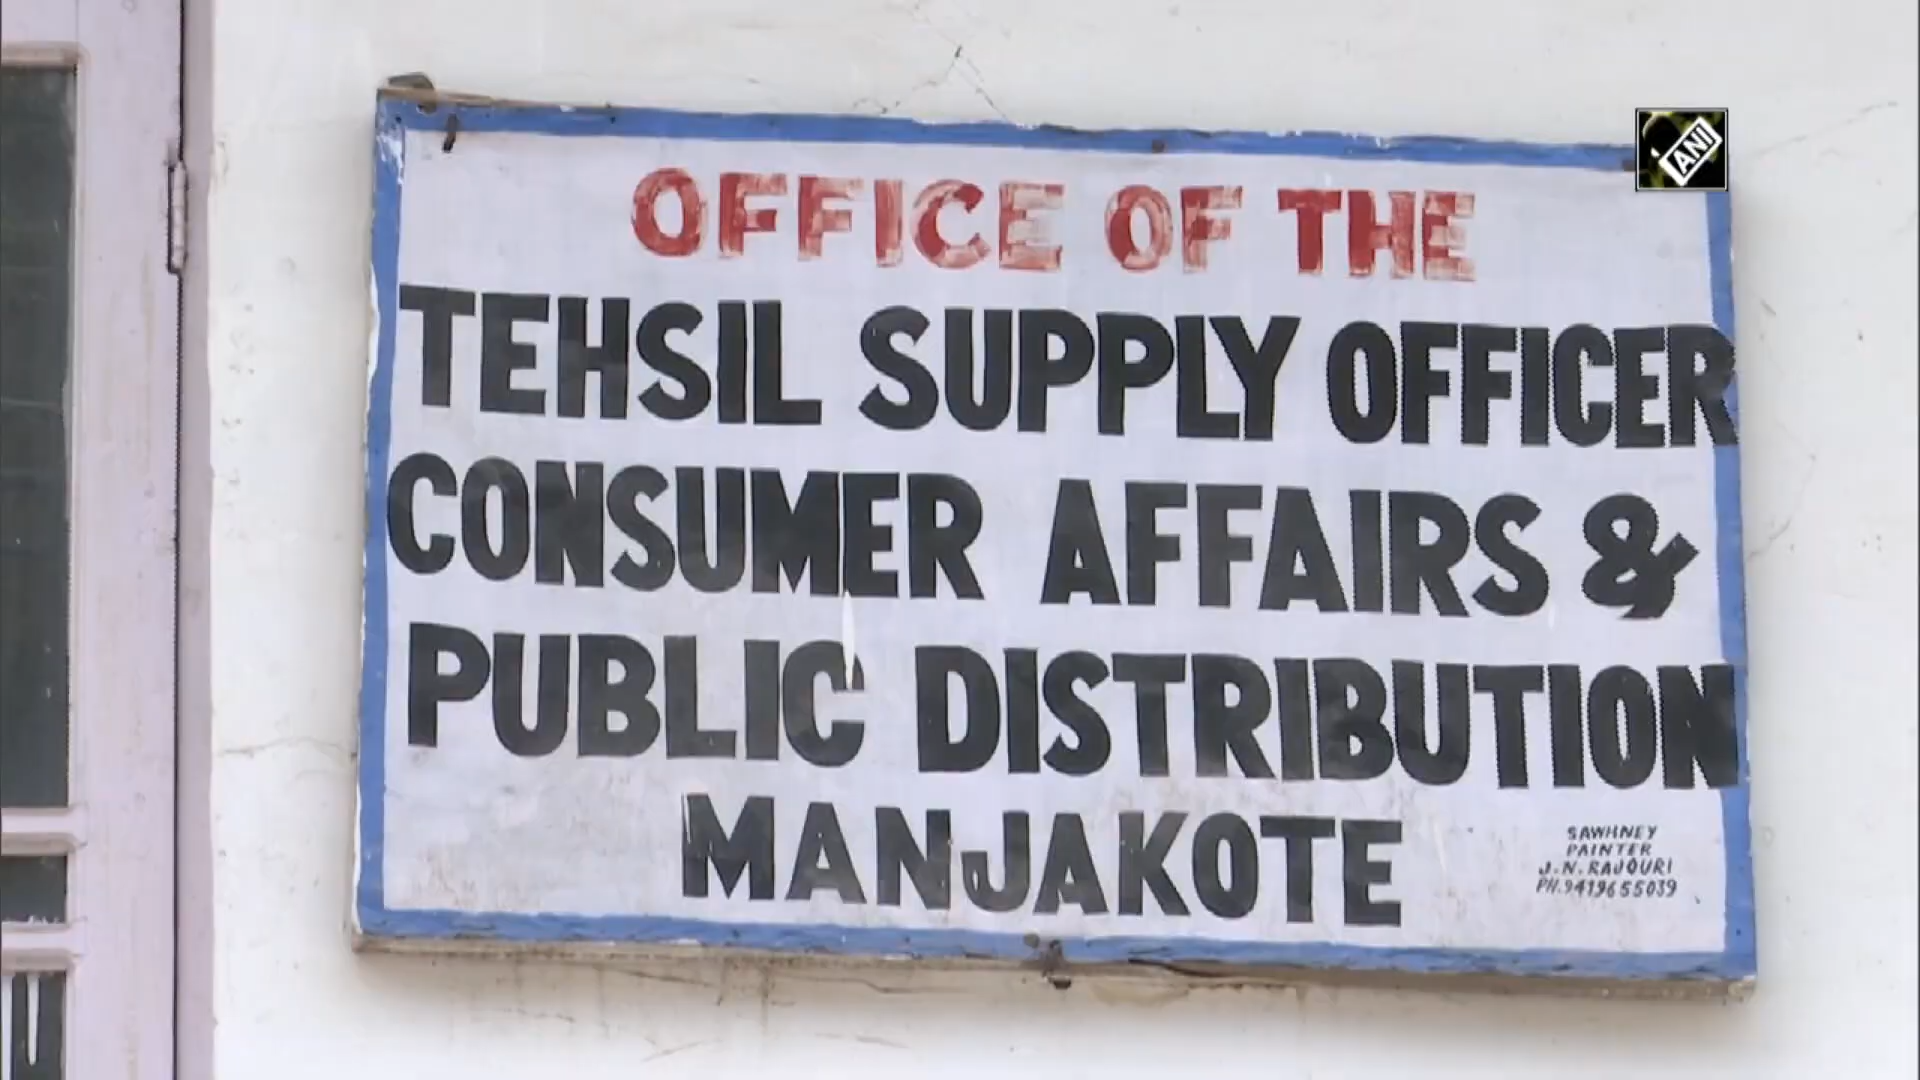 ANI
OFFICE OF THE
TEHSIL SUPPLY OFFICER
CONSUMER AFFAIRS &
PUBLIC DISTRIBUTION
MANJAKOTE
SAWHNEY
PAINTER
J.N. RAJOURI
PH.9419655039